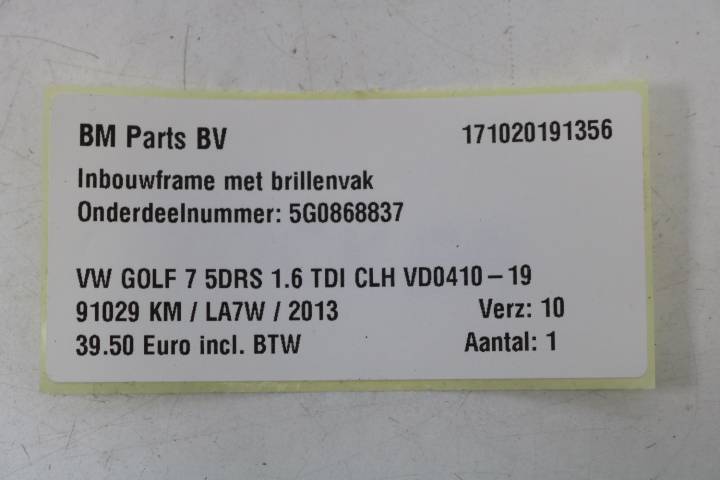 BM Parts BV 171020191356
Inbouwframe met brillenvak
Onderdeelnummer: 5G0868837
VW GOLF 7 5DRS 1.6 TDI CLH VD0410-19
91029 KM / LA7W / 2013 Verz: 10
39.50 Euro incl. BTW Aantal: 1